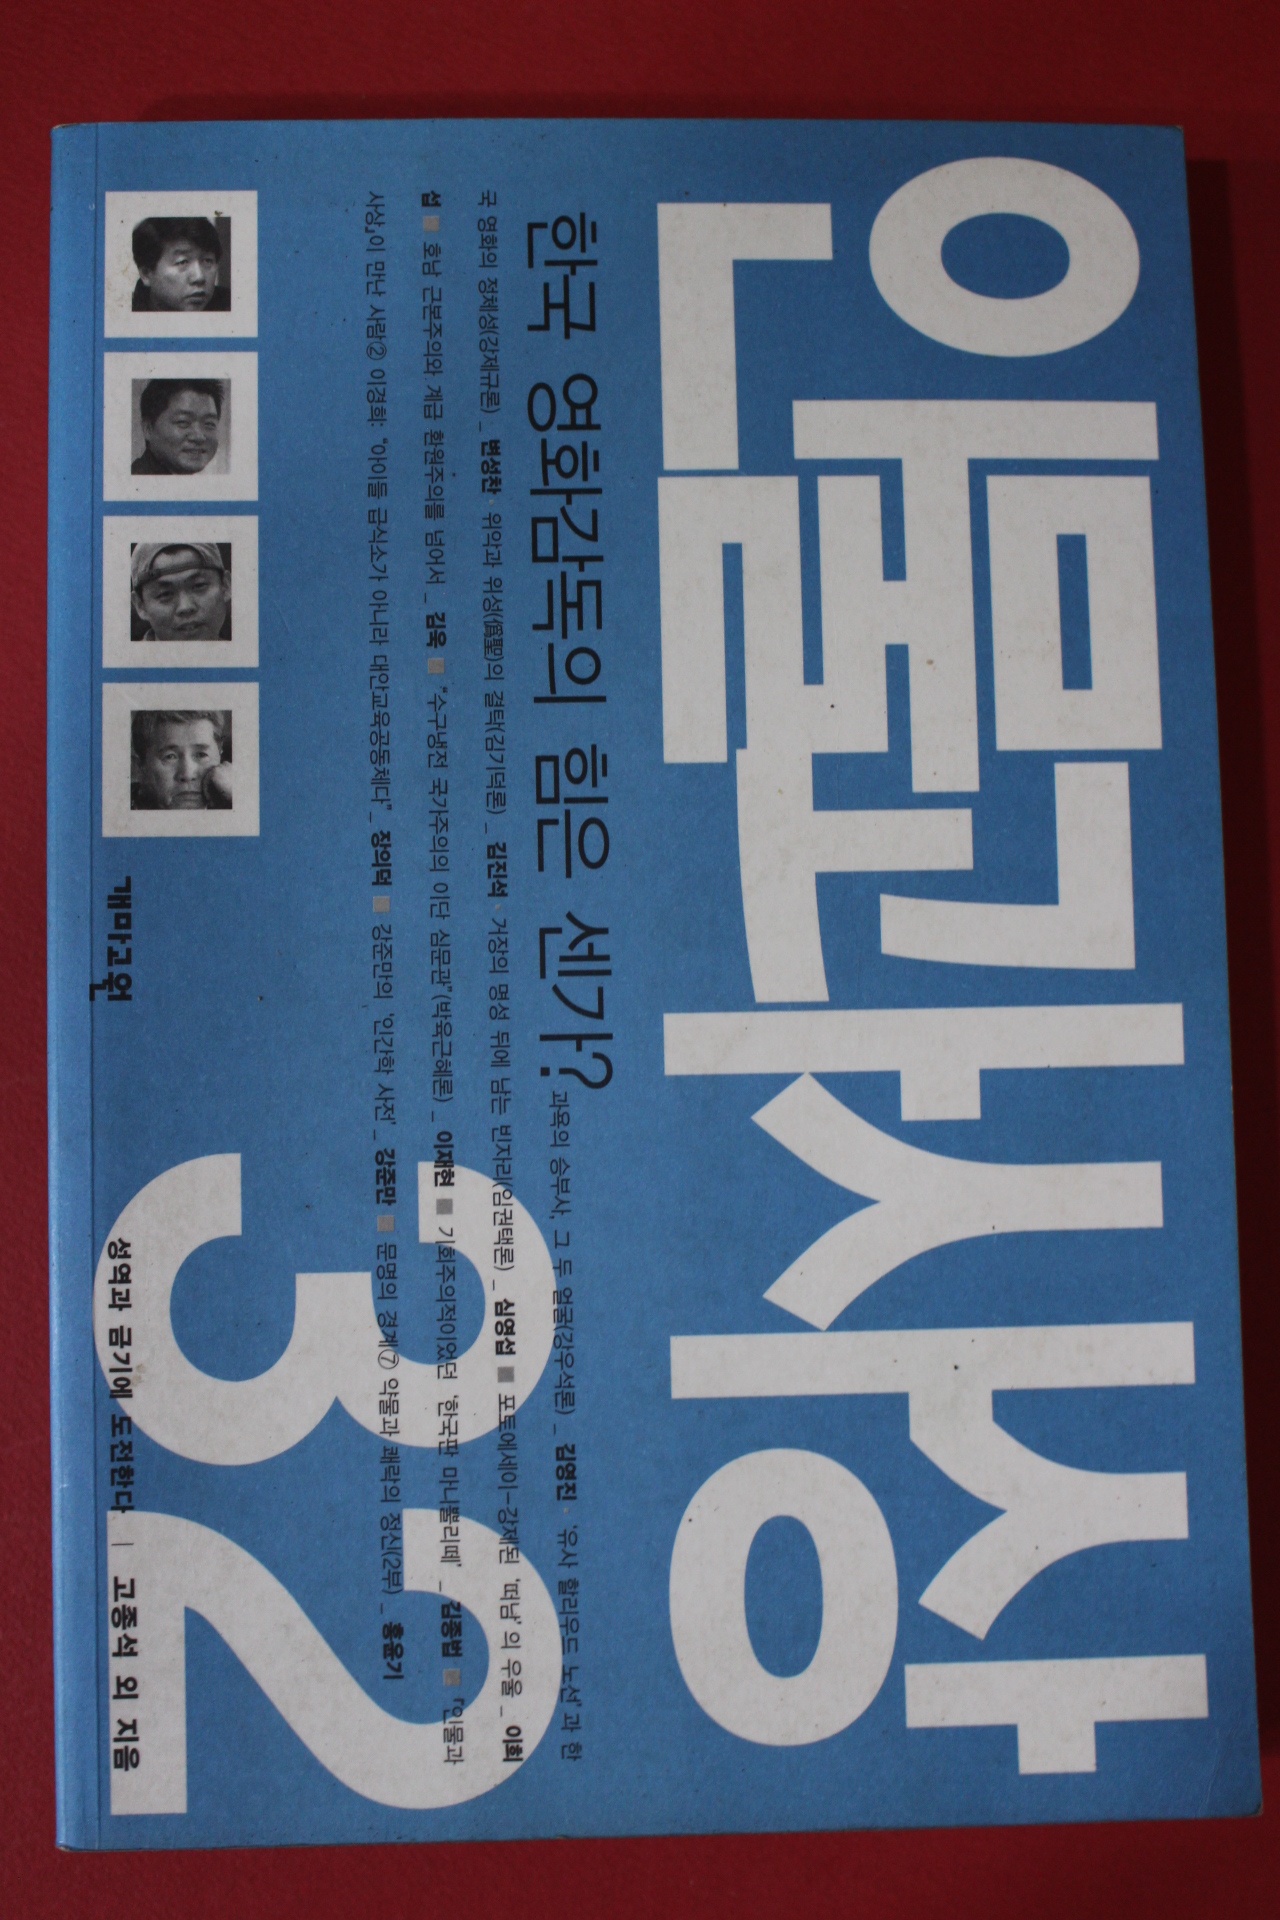 인물과사상
32
한국 영화감독의 힘은 선가?
과욕의 승부사, 그 두 얼굴(강우석론) _ 김영진 · '유사 할리우드 노선'과 한
국 영화의 정체성(강제규론) _ 변성찬 · 위악과 위성(僞聖)의 결탁(김기덕론) _ 김진석 · 거장의 명성 뒤에 남는 빈자리(임권택론) _ 심영섭 ■ 포토에세이–강제된 '떠남'의 우울 _ 이희
섭 ■ 호남 근본주의와 계급 환원주의를 넘어서 _ 김욱 ■ "수구냉전 국가주의의 이단 심문관"(박육근혜론) _ 이재현 ■ 기회주의적이었던 '한국판 마니뿔리떼' _ 김종법 ■ 『인물과
사상』이 만난 사람② 이경희: "아이들 급식소가 아니라 대안교육공동체다" _ 장의덕 ■ 강준만의 '인간학 사전' _ 강준만 ■ 문명의 경계⑦ 약물과 쾌락의 정신(2부) _ 홍윤기
개마고원
성역과 금기에 도전한다 | 고종석 외 지음